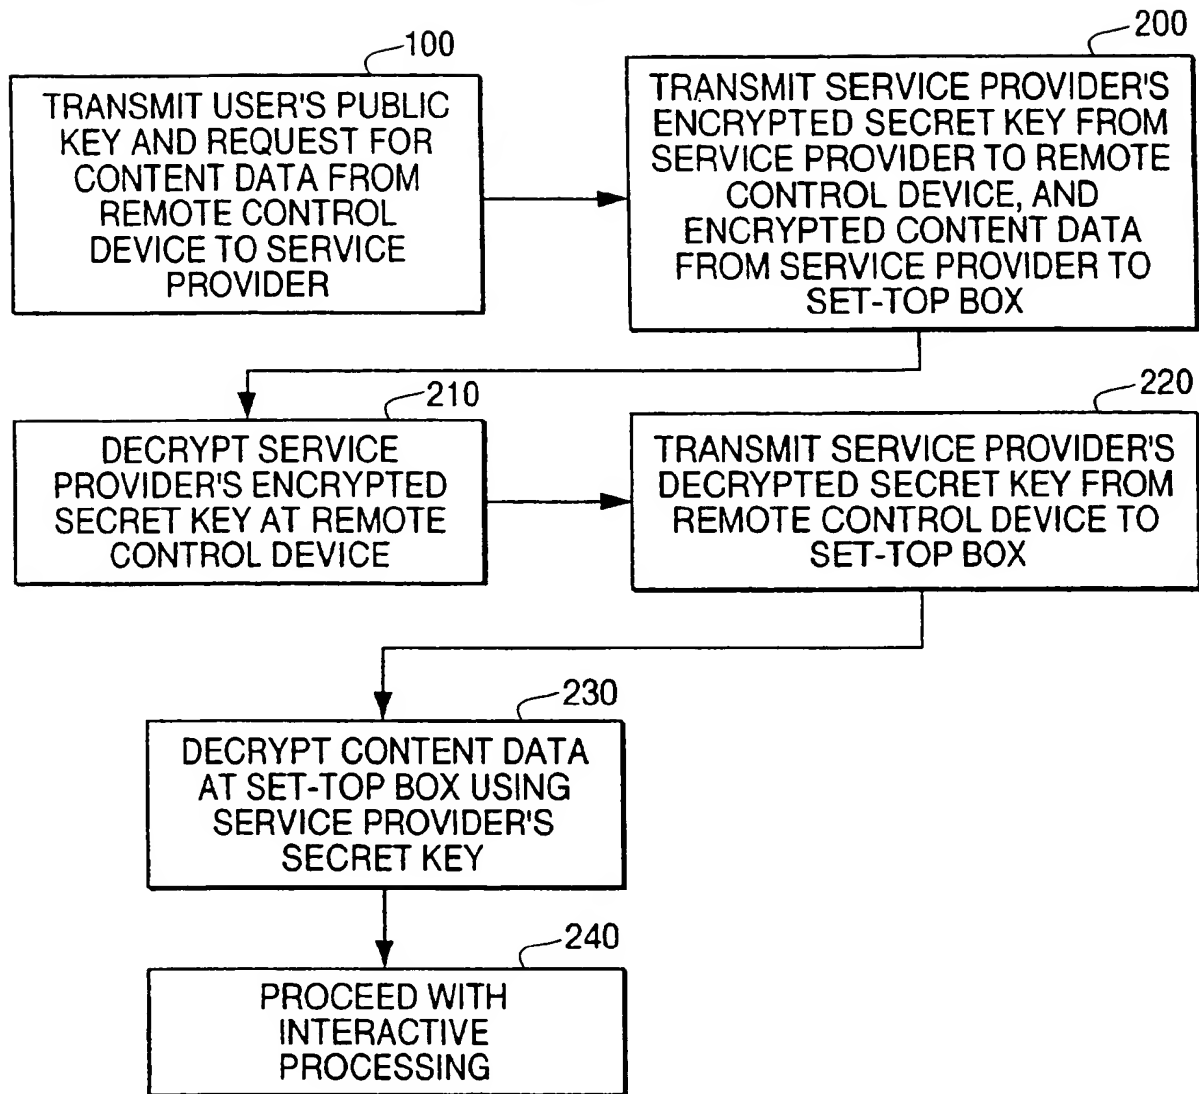 100
TRANSMIT USER'S PUBLIC
KEY AND REQUEST FOR
CONTENT DATA FROM
REMOTE CONTROL
DEVICE TO SERVICE
PROVIDER
200
TRANSMIT SERVICE PROVIDER'S
ENCRYPTED SECRET KEY FROM
SERVICE PROVIDER TO REMOTE
CONTROL DEVICE, AND
ENCRYPTED CONTENT DATA
FROM SERVICE PROVIDER TO
SET-TOP BOX
210
DECRYPT SERVICE
PROVIDER'S ENCRYPTED
SECRET KEY AT REMOTE
CONTROL DEVICE
220
TRANSMIT SERVICE PROVIDER'S
DECRYPTED SECRET KEY FROM
REMOTE CONTROL DEVICE TO
SET-TOP BOX
230
DECRYPT CONTENT DATA
AT SET-TOP BOX USING
SERVICE PROVIDER'S
SECRET KEY
240
PROCEED WITH
INTERACTIVE
PROCESSING